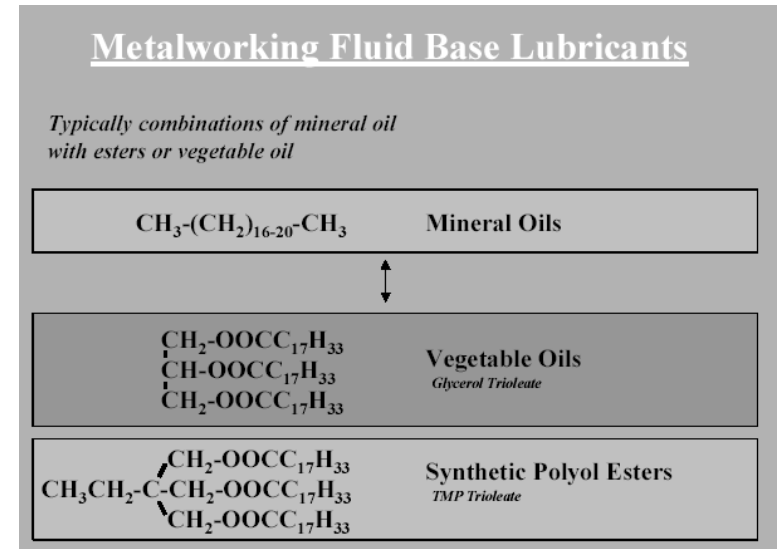 Metalworking Fluid Base Lubricants
Typically combinations of mineral oil
with esters or vegetable oil
CH₃-(CH₂)₁₆₋₂₀-CH₃ Mineral Oils
CH₂-OOCC₁₇H₃₃
CH-OOCC₁₇H₃₃
CH₂-OOCC₁₇H₃₃
Vegetable Oils
Glycerol Trioleate
CH₂-OOCC₁₇H₃₃
CH₃CH₂-C-CH₂-OOCC₁₇H₃₃
CH₂-OOCC₁₇H₃₃
Synthetic Polyol Esters
TMP Trioleate